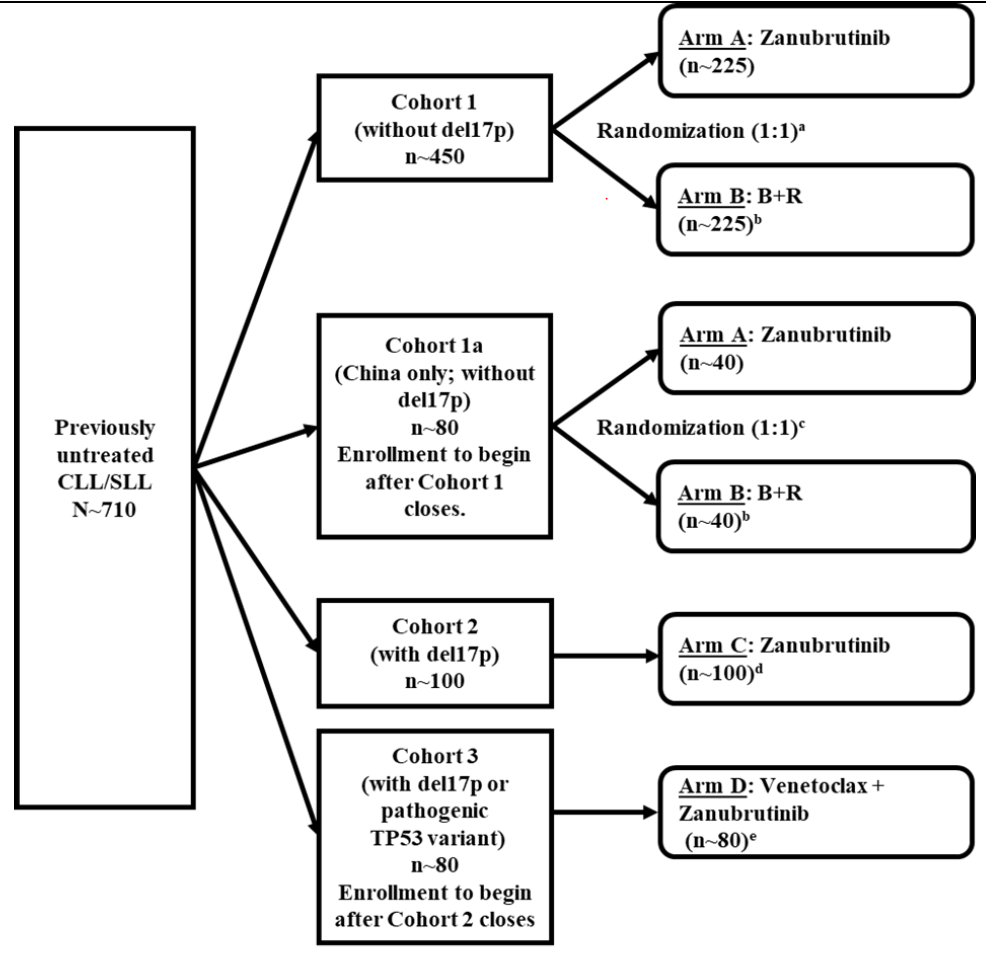 Previously
untreated
CLL/SLL
N~710
Cohort 1
(without del17p)
n~450
Arm A: Zanubrutinib
(n~225)
Randomization (1:1)ᵃ
Arm B: B+R
(n~225)ᵇ
Cohort 1a
(China only; without
del17p)
n~80
Enrollment to begin
after Cohort 1
closes.
Arm A: Zanubrutinib
(n~40)
Randomization (1:1)ᶜ
Arm B: B+R
(n~40)ᵇ
Cohort 2
(with del17p)
n~100
Arm C: Zanubrutinib
(n~100)ᵈ
Cohort 3
(with del17p or
pathogenic
TP53 variant)
n~80
Enrollment to begin
after Cohort 2 closes
Arm D: Venetoclax +
Zanubrutinib
(n~80)ᵉ